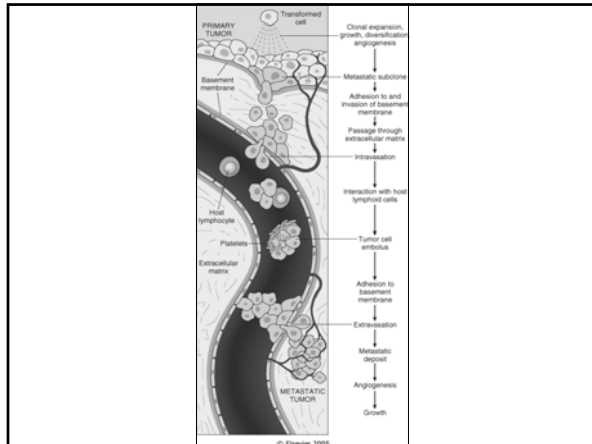 Transformed
cell
PRIMARY
TUMOR
Basement
membrane
Host
lymphocyte
Platelets
Extracellular
matrix
METASTATIC
TUMOR
Clonal expansion,
growth, diversification,
angiogenesis
Metastatic subclone
Adhesion to and
invasion of basement
membrane
Passage through
extracellular matrix
Intravasation
Interaction with host
lymphoid cells
Tumor cell
embolus
Adhesion to
basement
membrane
Extravasation
Metastatic
deposit
Angiogenesis
Growth
© Elsevier 2005